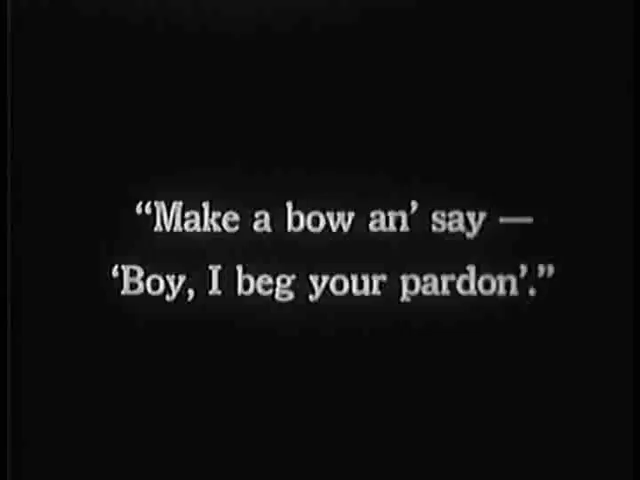 “Make a bow an’ say —
‘Boy, I beg your pardon’.”